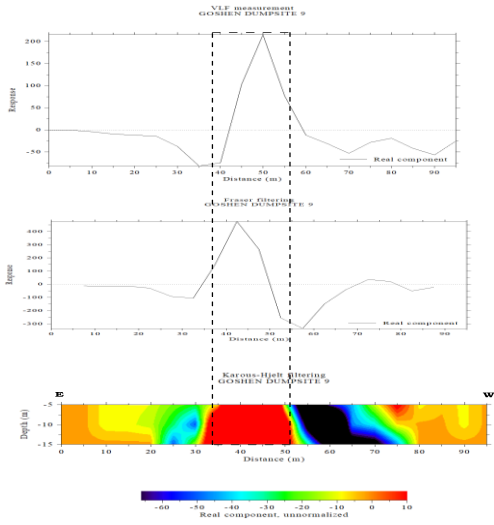 VLF measurement
GOSHEN DUMPSITE 9
200
150
100
50
0
-50
Response
Real component
0 10 20 30 40 50 60 70 80 90
Distance (m)
Fraser filtering
GOSHEN DUMPSITE 9
400
300
200
100
0
-100
-200
-300
Response
Real component
0 10 20 30 40 50 60 70 80 90
Distance (m)
Karous-Hjelt filtering
GOSHEN DUMPSITE 9
E W
-5
-10
-15
Depth (m)
0 10 20 30 40 50 60 70 80 90
Distance (m)
-60 -50 -40 -30 -20 -10 0 10
Real component, unnormalized